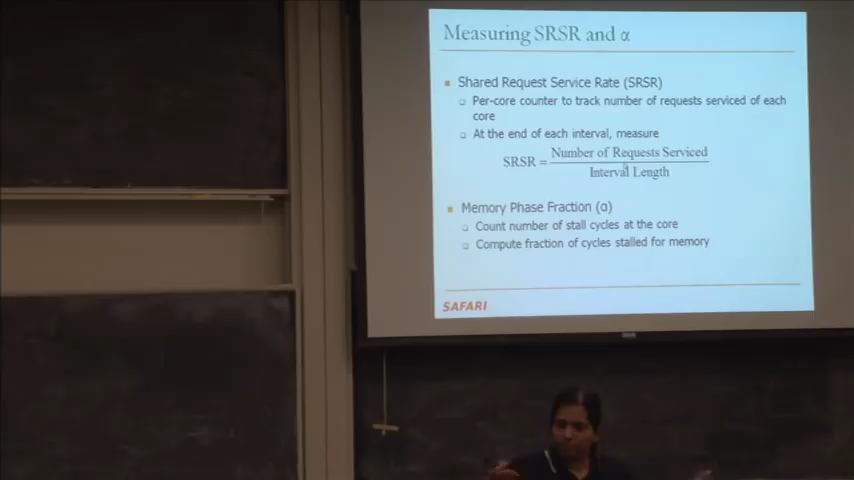 Measuring SRSR and α
Shared Request Service Rate (SRSR)
Per-core counter to track number of requests serviced of each
core
At the end of each interval, measure
SRSR = Number of Requests Serviced
Interval Length
Memory Phase Fraction (α)
Count number of stall cycles at the core
Compute fraction of cycles stalled for memory
SAFARI